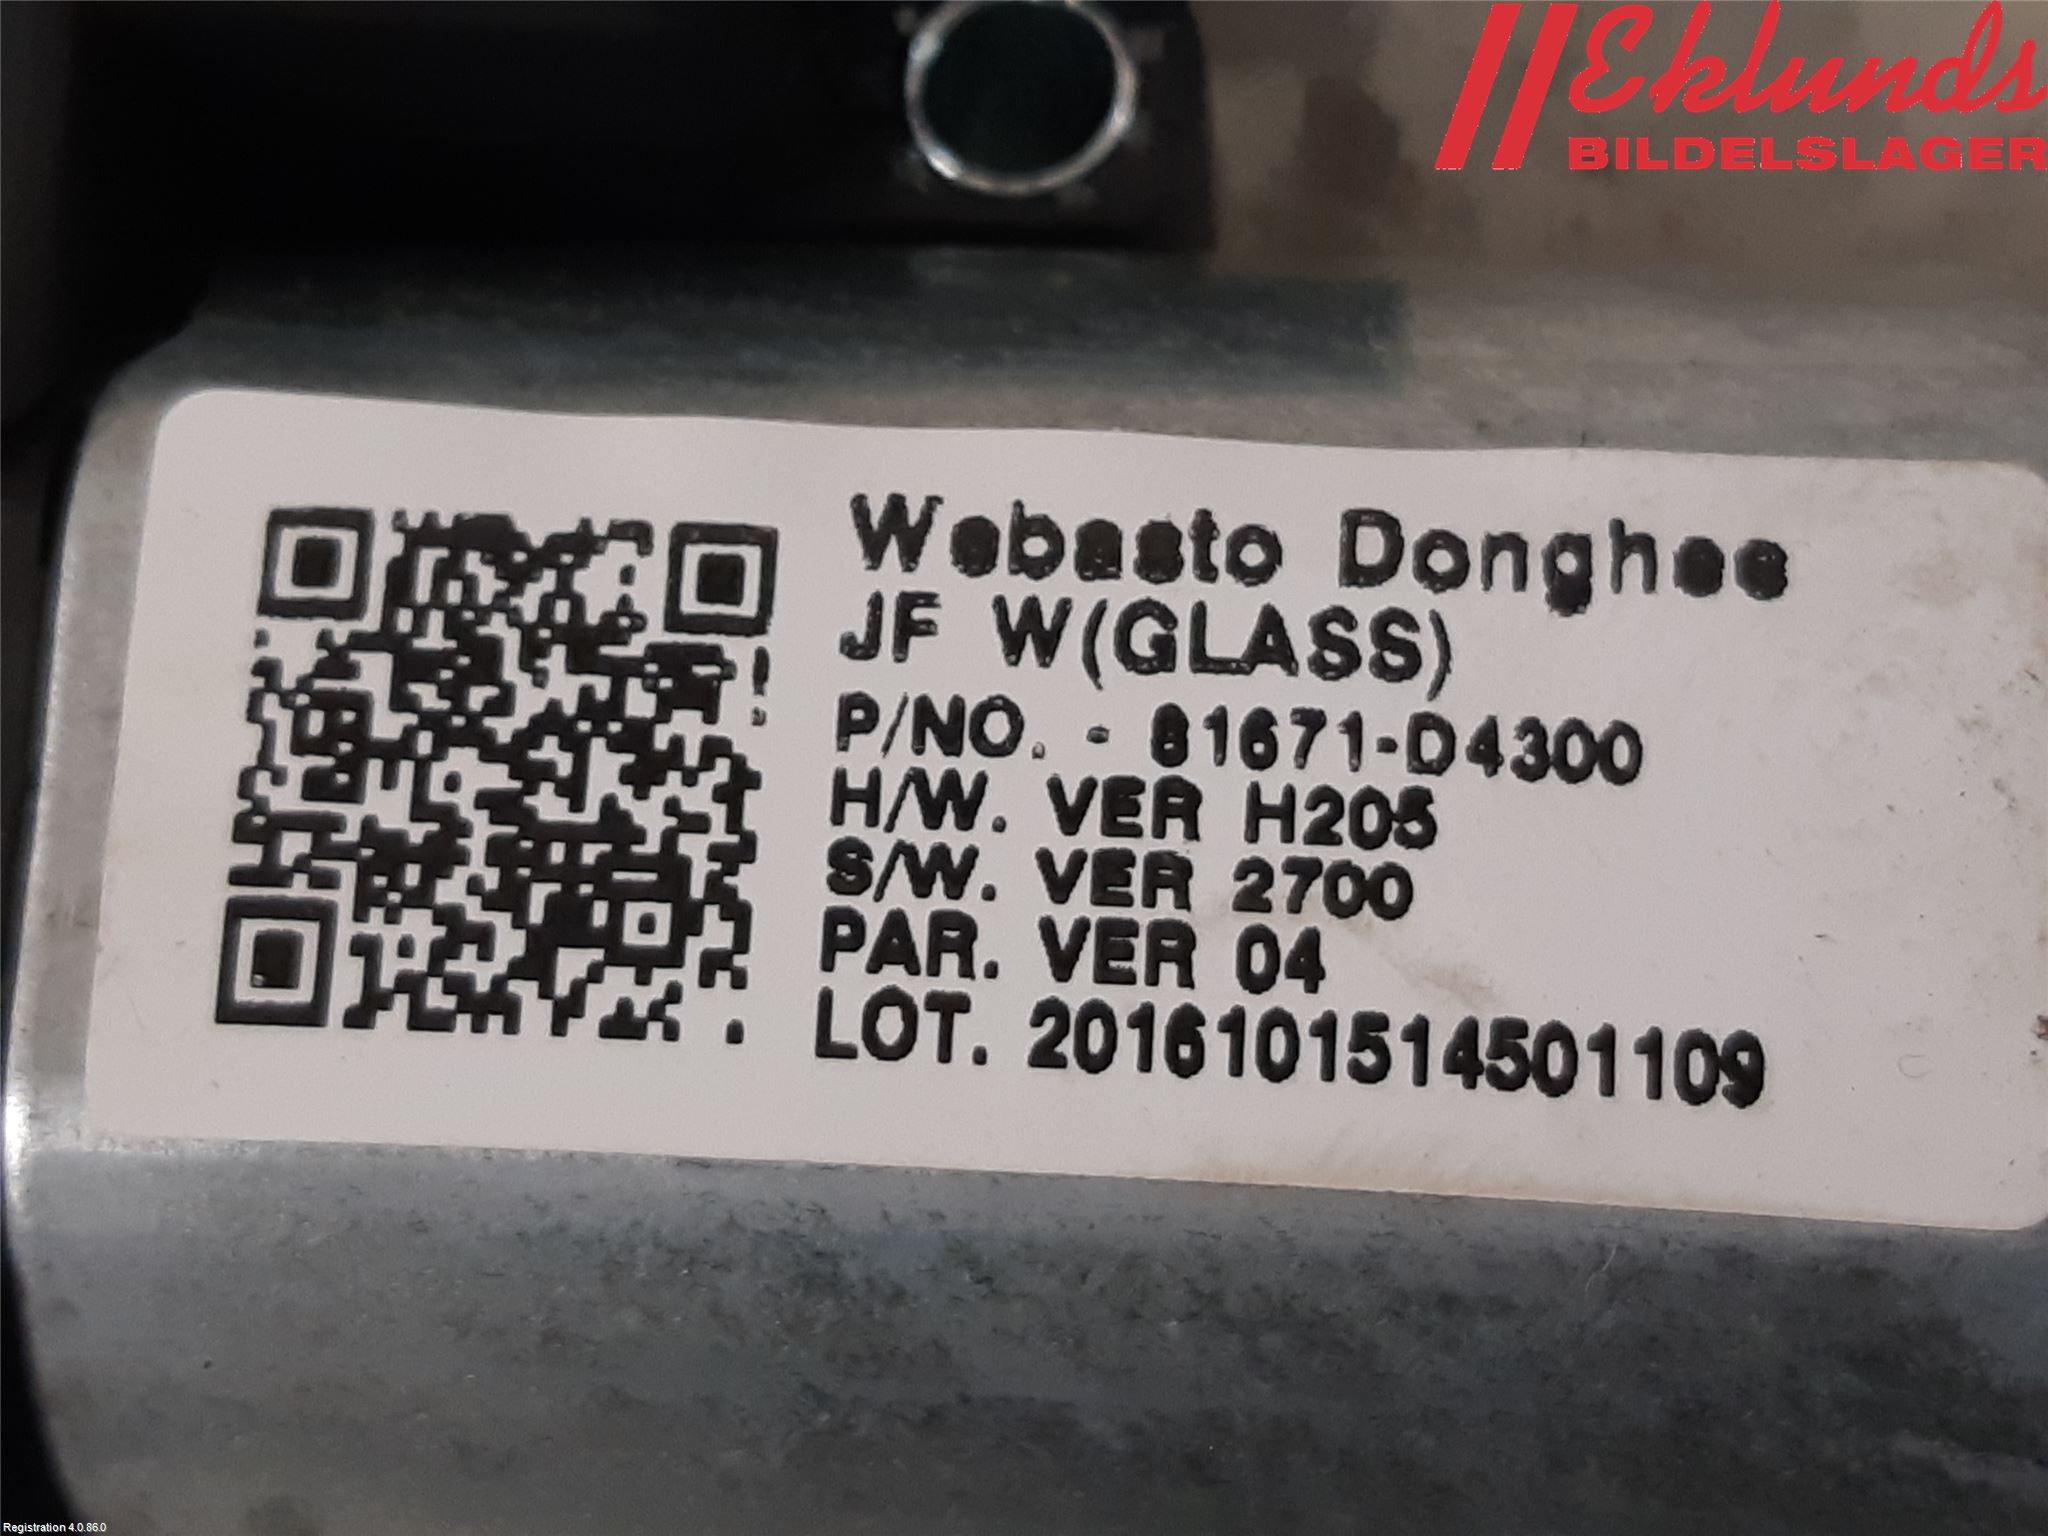 Eklunds
BILDELSLAGER
Webasto Donghee
JF W(GLASS)
P/NO. - 81671-D4300
H/W. VER H205
S/W. VER 2700
PAR. VER 04
LOT. 2016101514501109
Registration 4.0.86.0